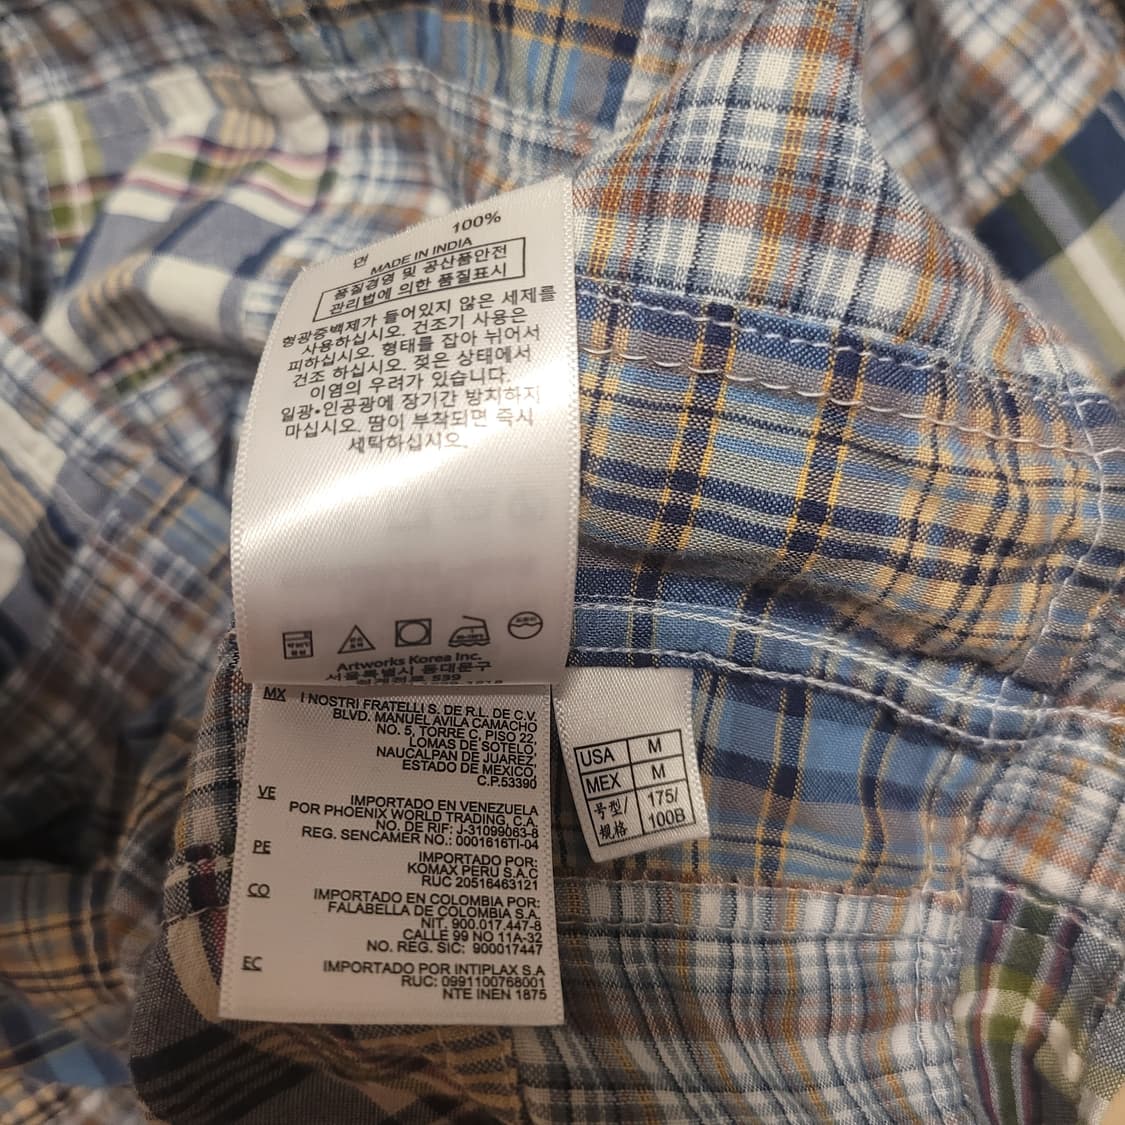 100%
면
MADE IN INDIA
품질경영 및 공산품안전
관리법에 의한 품질표시
형광증백제가 들어있지 않은 세제를
사용하십시오. 건조기 사용은
피하십시오. 형태를 잡아 뉘어서
건조 하십시오. 젖은 상태에서
이염의 우려가 있습니다.
일광•인공광에 장기간 방치하지
마십시오. 땀이 부착되면 즉시
세탁하십시오.
Artworks Korea Inc.
서울특별시 동대문구
539
MX I NOSTRI FRATELLI S. DE R.L. DE C.V.
BLVD. MANUEL AVILA CAMACHO
NO. 5, TORRE C, PISO 22,
LOMAS DE SOTELO,
NAUCALPAN DE JUAREZ,
ESTADO DE MEXICO,
C.P.53390
VE IMPORTADO EN VENEZUELA
POR PHOENIX WORLD TRADING, C.A.
NO. DE RIF: J-31099063-8
REG. SENCAMER NO.: 0001616TI-04
PE IMPORTADO POR:
KOMAX PERU S.A.C
RUC 20516463121
CO IMPORTADO EN COLOMBIA POR:
FALABELLA DE COLOMBIA S.A.
NIT. 900.017.447-8
CALLE 99 NO 11A-32
NO. REG. SIC: 900017447
EC IMPORTADO POR INTIPLAX S.A
RUC: 0991100768001
NTE INEN 1875
USA M
MEX M
号型/ 175/
规格 100B